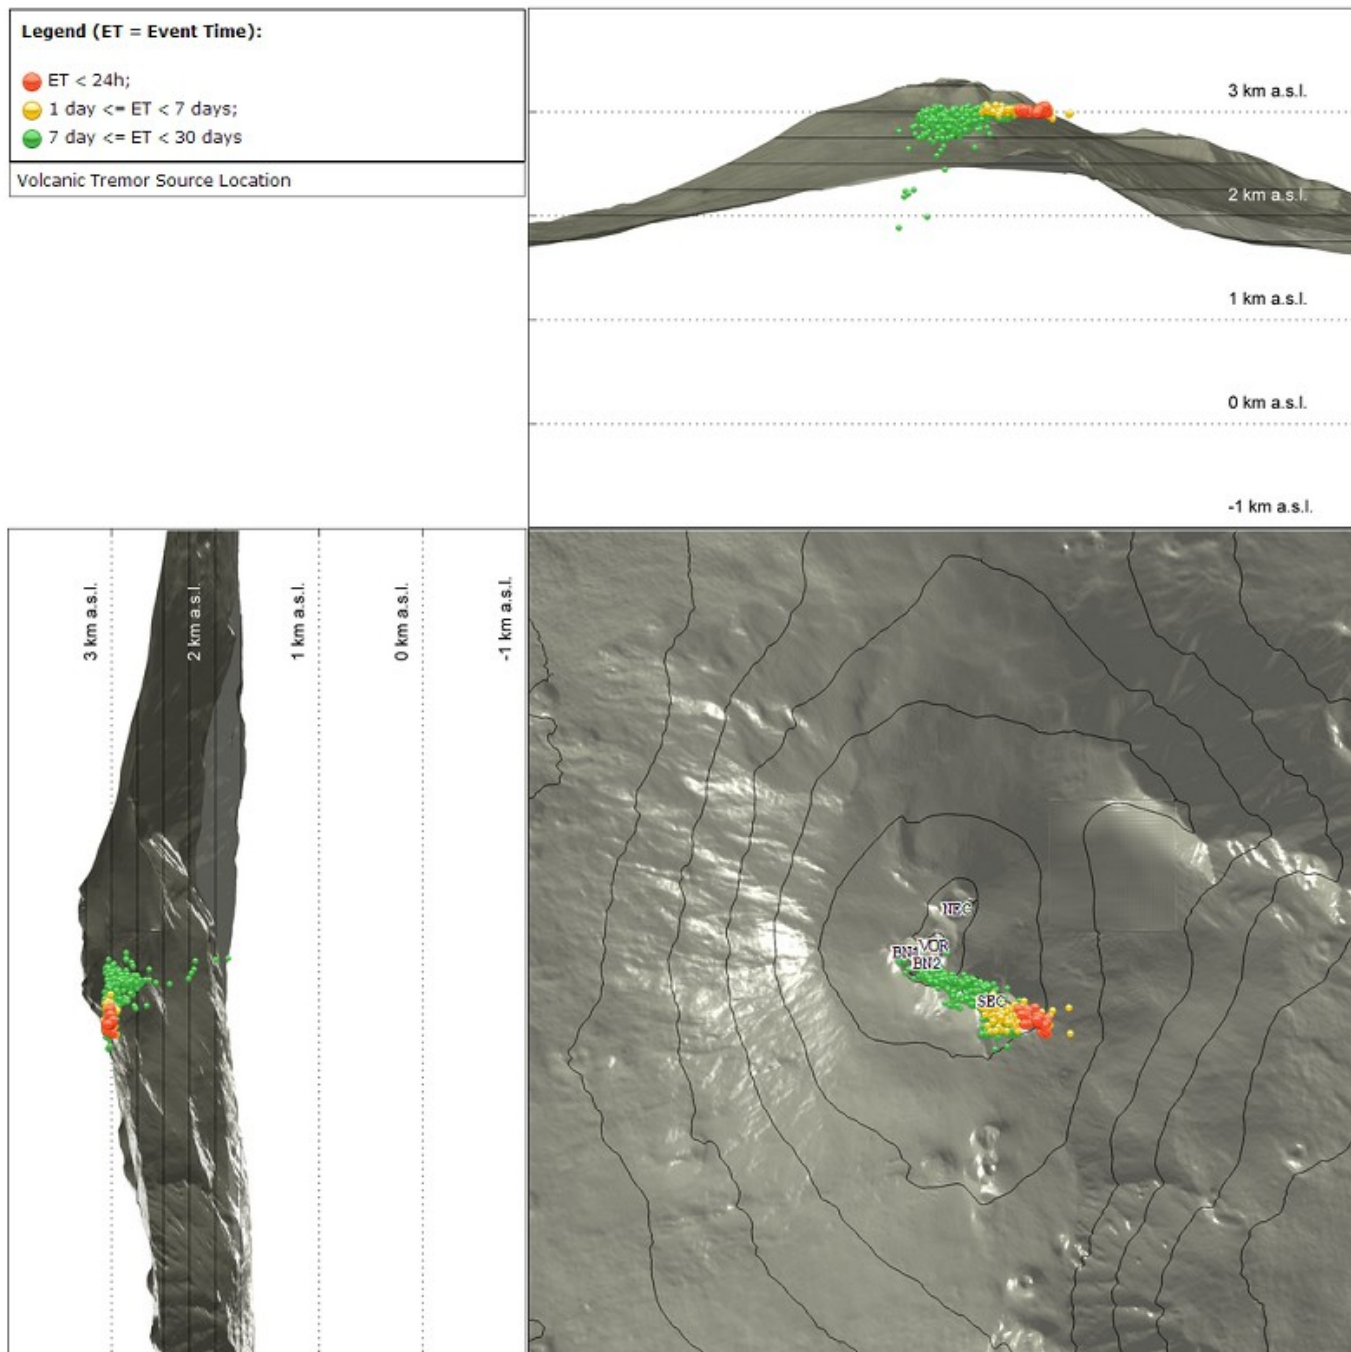 Legend (ET = Event Time):
ET < 24h;
1 day <= ET < 7 days;
7 day <= ET < 30 days
Volcanic Tremor Source Location
3 km a.s.l.
2 km a.s.l.
1 km a.s.l.
0 km a.s.l.
-1 km a.s.l.
3 km a.s.l.
2 km a.s.l.
1 km a.s.l.
0 km a.s.l.
-1 km a.s.l.
NEC
VOR
BN1
BN2
SEC